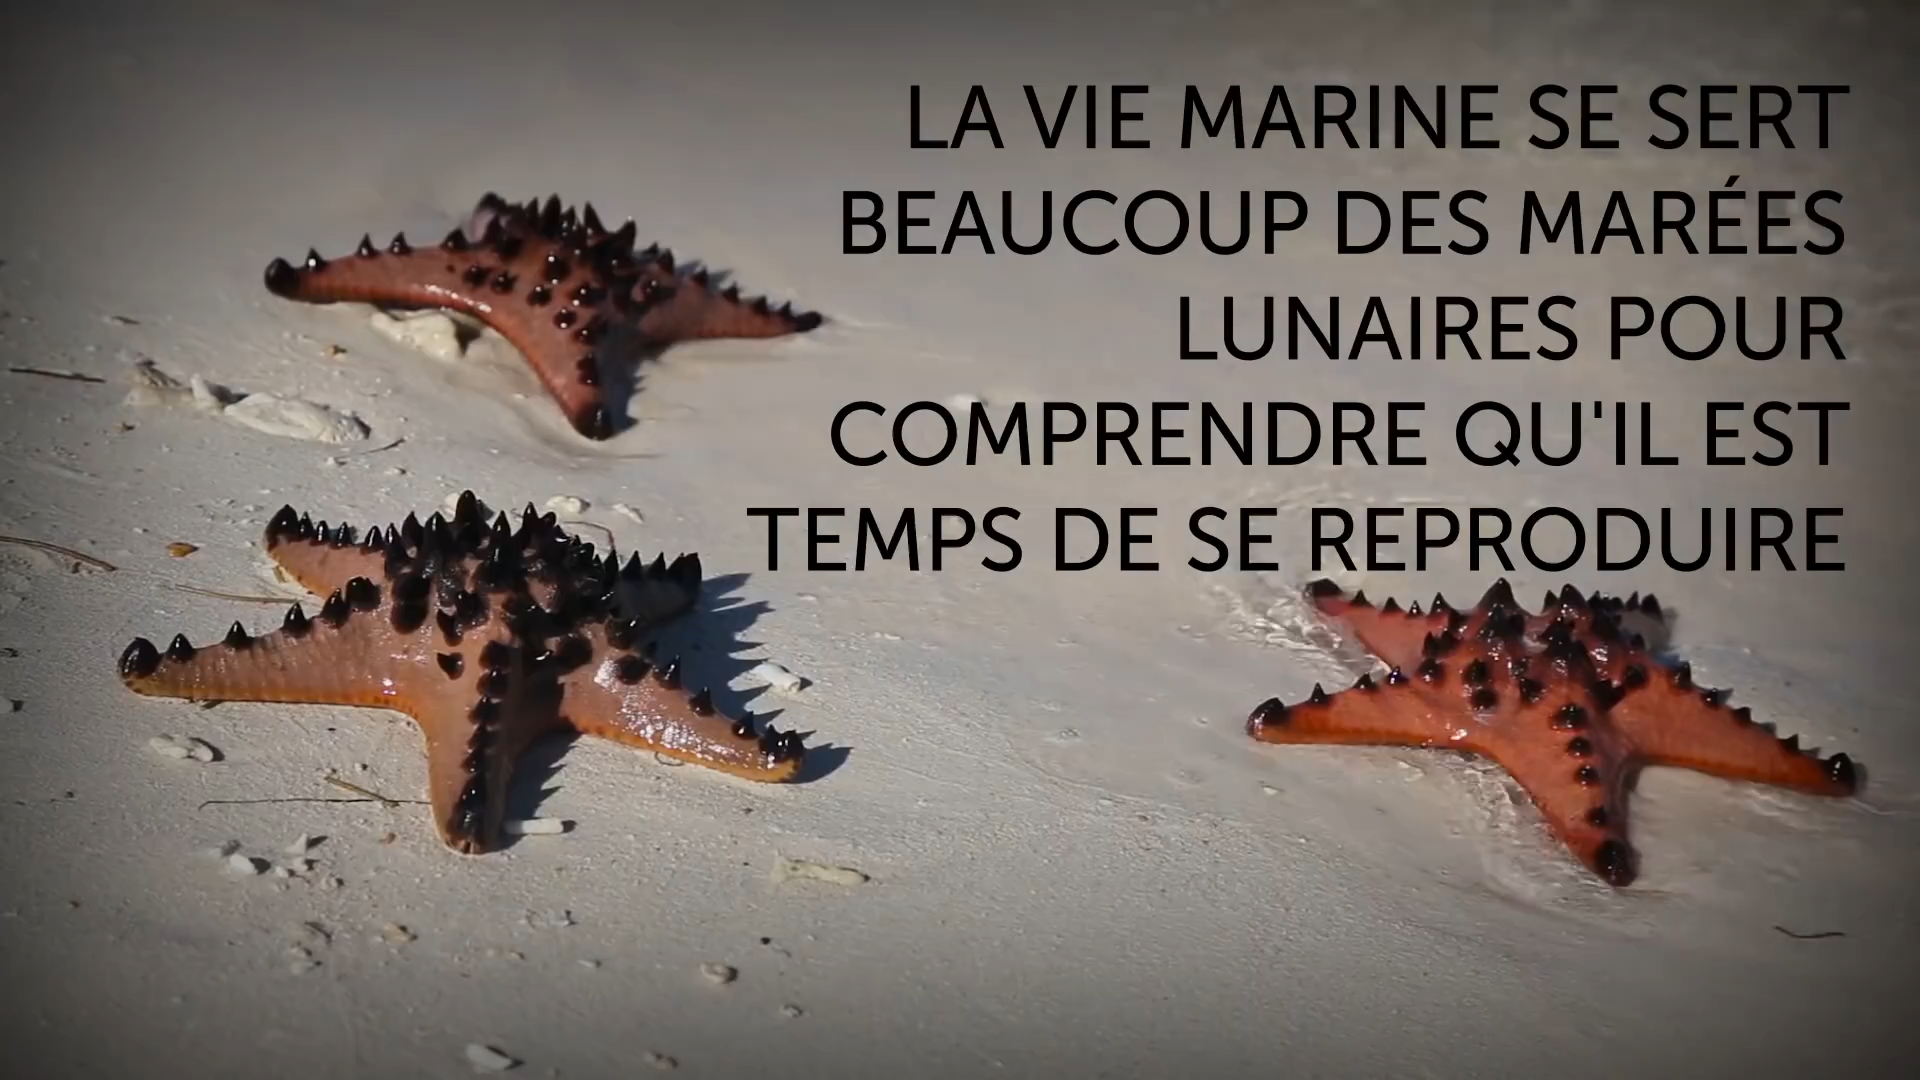 LA VIE MARINE SE SERT
BEAUCOUP DES MARÉES
LUNAIRES POUR
COMPRENDRE QU'IL EST
TEMPS DE SE REPRODUIRE